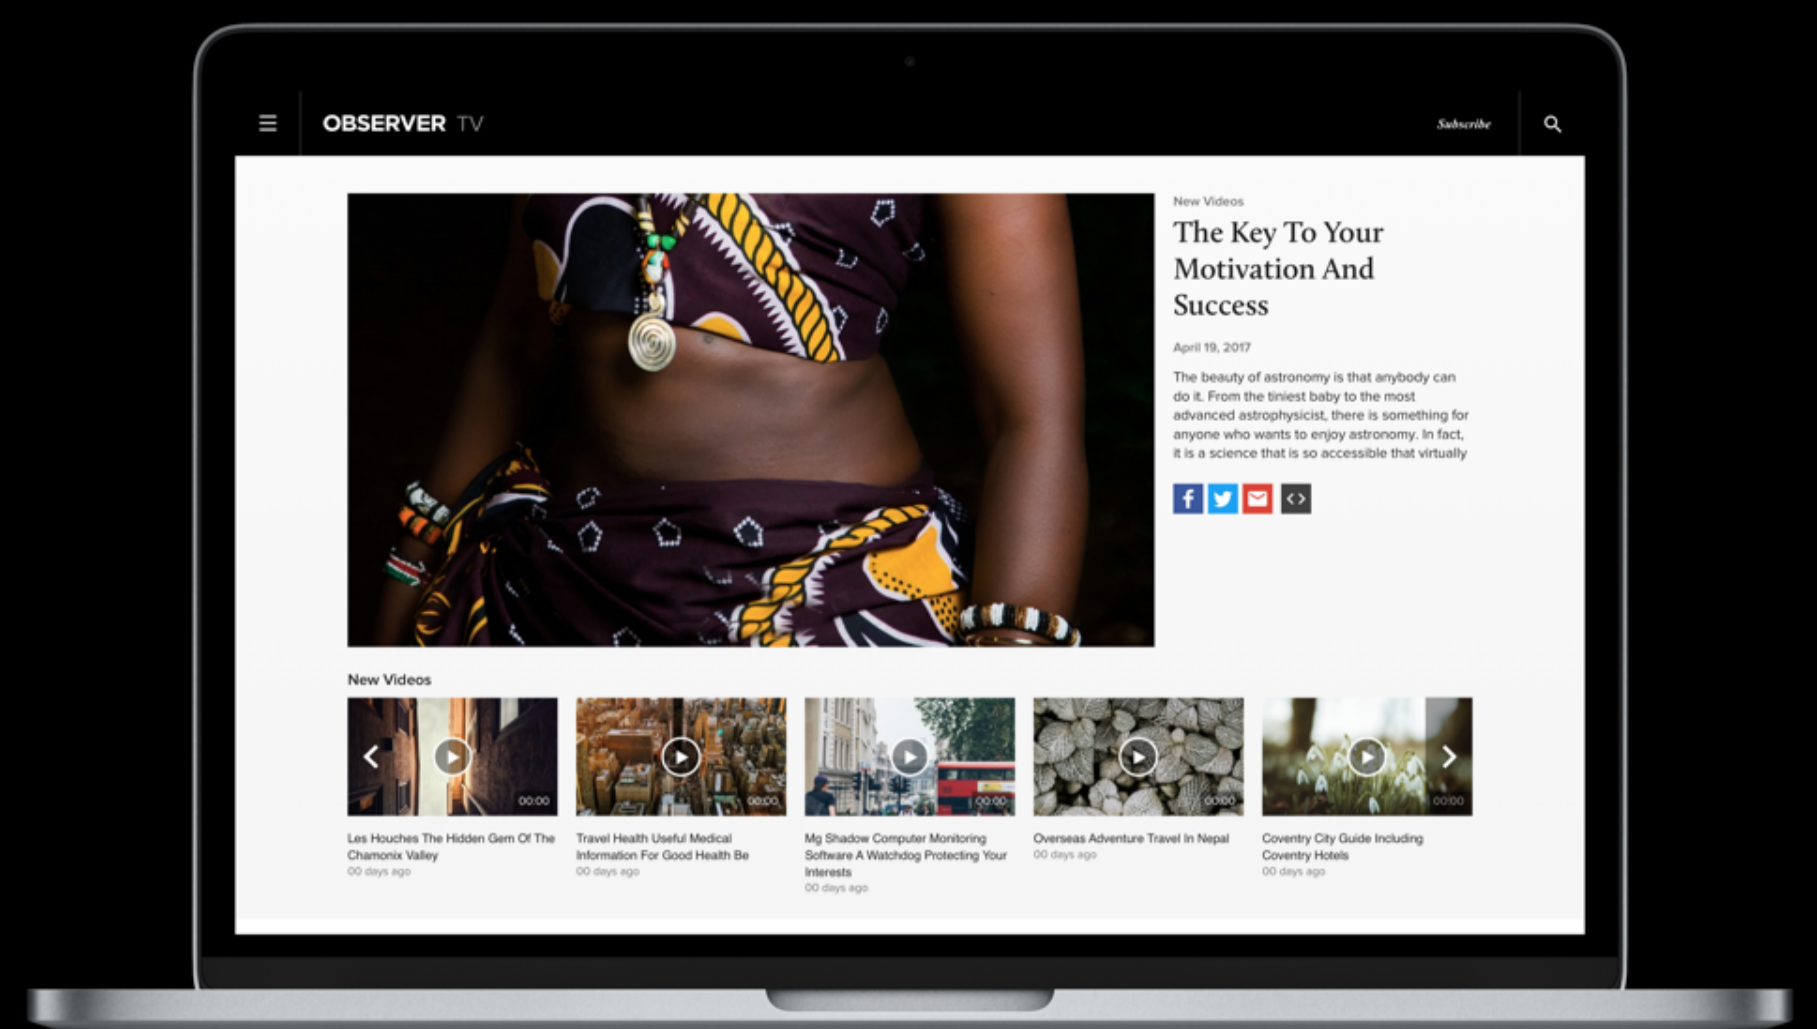 OBSERVER TV
Subscribe
New Videos
The Key To Your
Motivation And
Success
April 19, 2017
The beauty of astronomy is that anybody can
do it. From the tiniest baby to the most
advanced astrophysicist, there is something for
anyone who wants to enjoy astronomy. In fact,
it is a science that is so accessible that virtually
New Videos
00:00
00:00
00:00
00:00
00:00
Les Houches The Hidden Gem Of The
Chamonix Valley
00 days ago
Travel Health Useful Medical
Information For Good Health Be
00 days ago
Mg Shadow Computer Monitoring
Software A Watchdog Protecting Your
Interests
00 days ago
Overseas Adventure Travel In Nepal
00 days ago
Coventry City Guide Including
Coventry Hotels
00 days ago